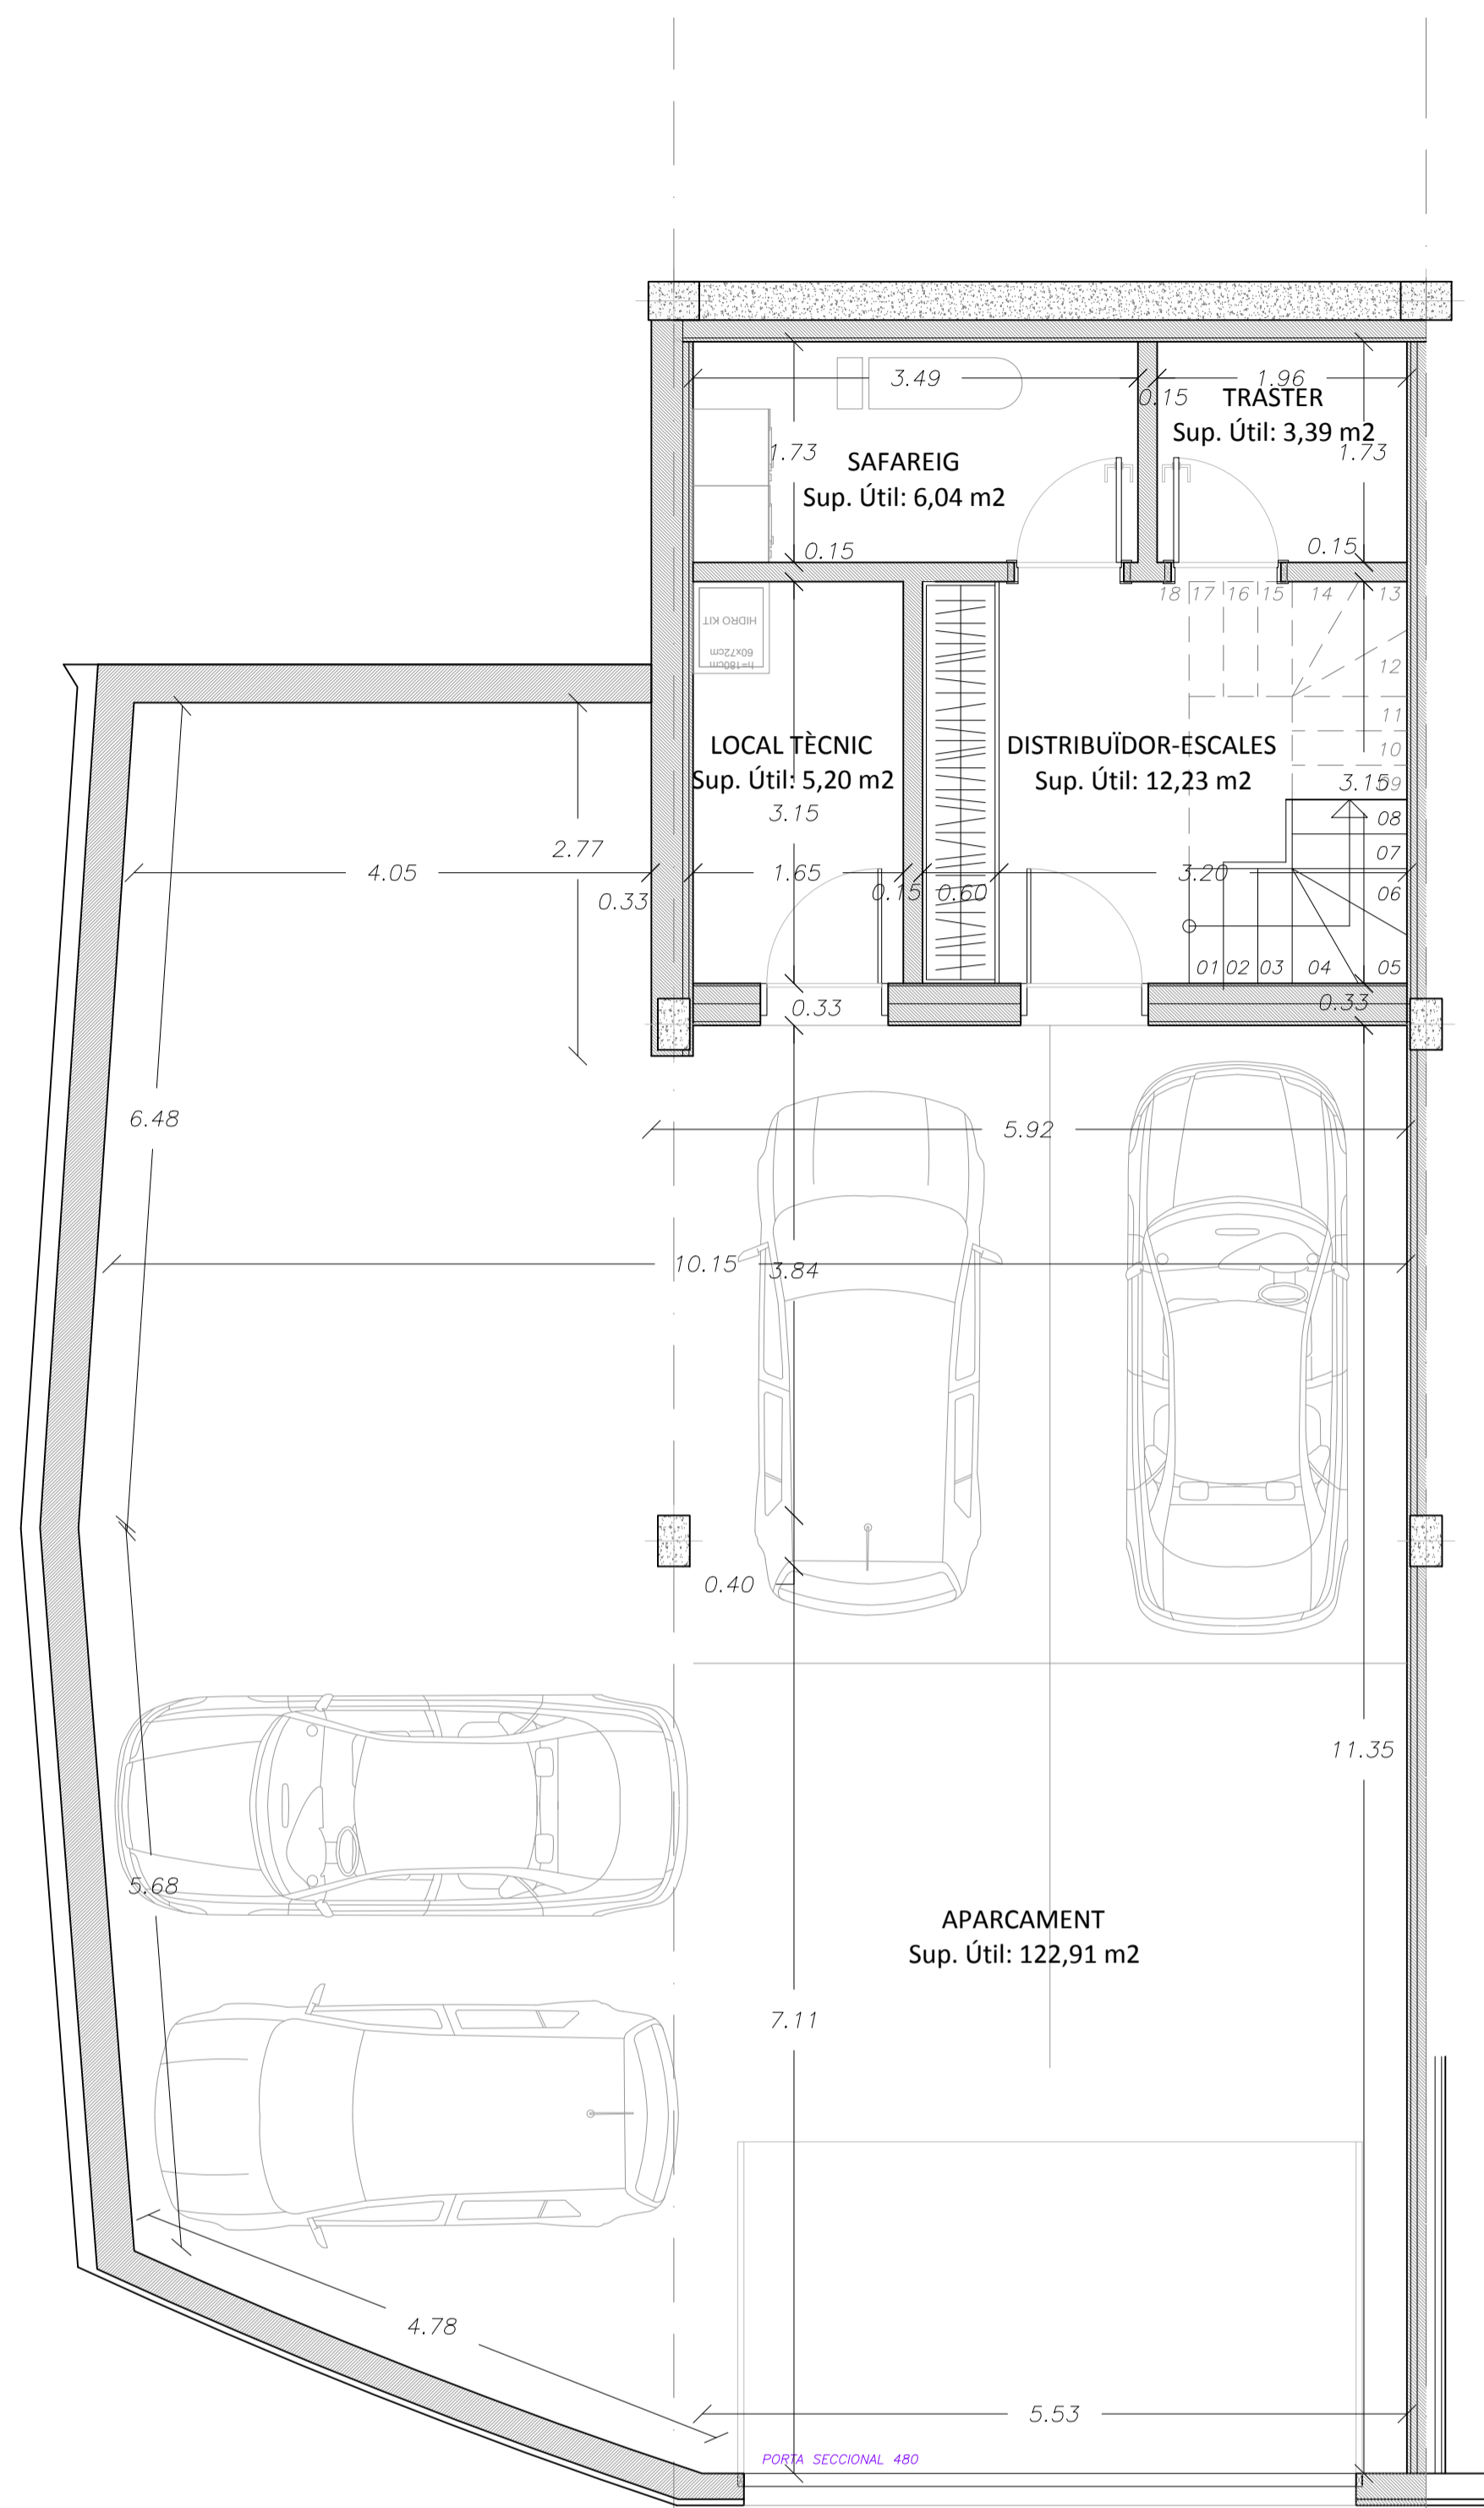 3.49
1.96
0.15
TRASTER
Sup. Útil: 3,39 m2
1.73
1.73
SAFAREIG
Sup. Útil: 6,04 m2
0.15
0.15
18 17 16 15 14 13
HIDRO KIT
60x72cm
h=180cm
12
11
LOCAL TÈCNIC
Sup. Útil: 5,20 m2
DISTRIBUÏDOR-ESCALES
Sup. Útil: 12,23 m2
10
3.15
09
3.15
08
2.77
07
4.05
1.65
3.20
0.33
0.15
0.60
06
01 02 03 04 05
0.33
0.33
6.48
5.92
10.15
3.84
0.40
11.35
5.68
APARCAMENT
Sup. Útil: 122,91 m2
7.11
4.78
5.53
PORTA SECCIONAL 480